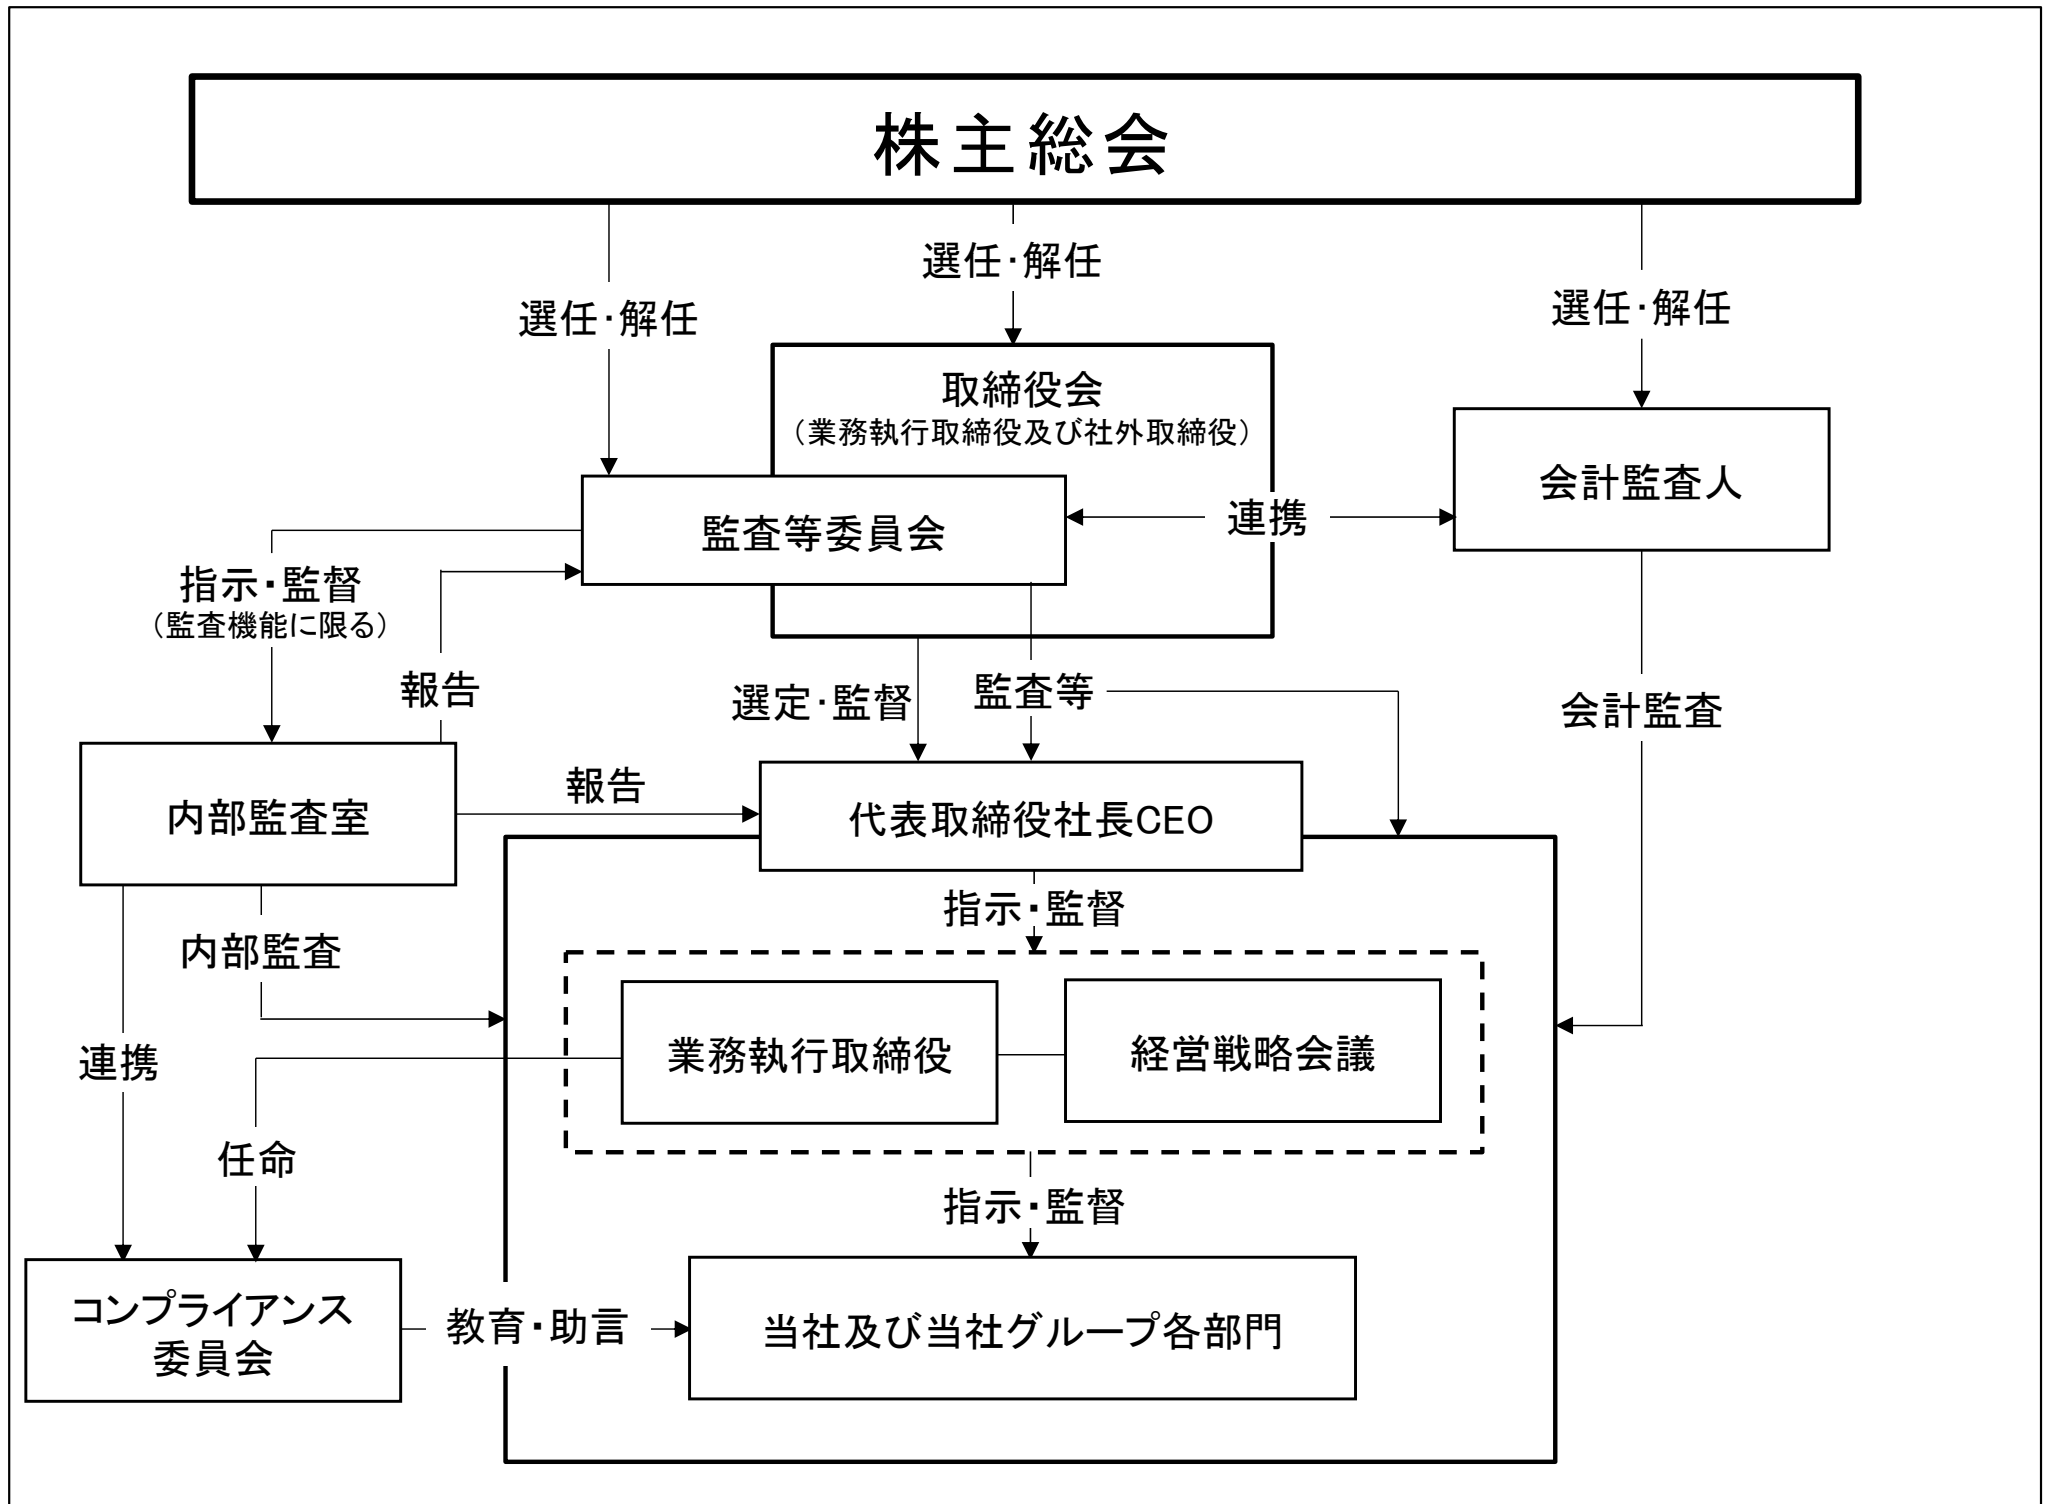 株主総会
選任･解任
選任･解任
選任･解任
取締役会
（業務執行取締役及び社外取締役）
会計監査人
監査等委員会
連携
指示・監督
（監査機能に限る）
報告
選定･監督
監査等
会計監査
内部監査室
報告
代表取締役社長CEO
指示・監督
内部監査
業務執行取締役
経営戦略会議
連携
任命
指示・監督
コンプライアンス
委員会
教育・助言
当社及び当社グループ各部門